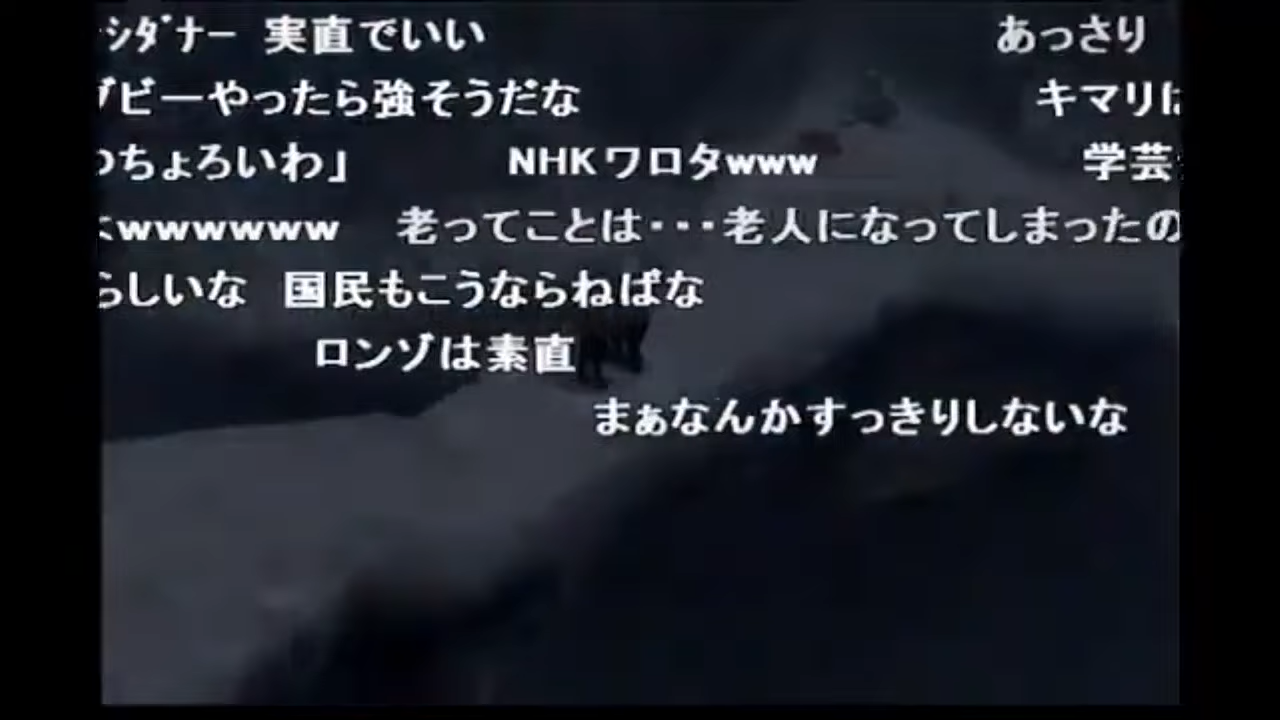 シダナー 実直でいい あっさり
ビーやったら強そうだな キマリは
ちょろいわ」 NHKワロタwww 学芸
wwwwwww 老ってことは・・・老人になってしまったの
らしいな 国民もこうならねばな
ロンゾは素直
まぁなんかすっきりしないな